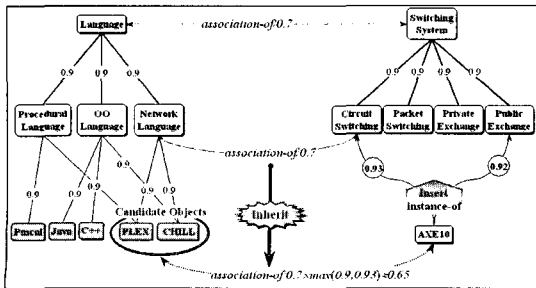 Language
association-of 0.7
Switching
System
0.9
0.9
0.9
0.9
0.9
0.9
0.9
Procedural
Language
OO
Language
Network
Language
Circuit
Switching
Packet
Switching
Private
Exchange
Public
Exchange
association-of 0.7
0.93
0.92
0.9
0.9
0.9
0.9
0.9
Candidate Objects
Inherit
Insert
instance-of
Pascal
Java
C++
PLEX
CHILL
AXE10
association-of 0.7×max(0.9,0.93)≈0.65